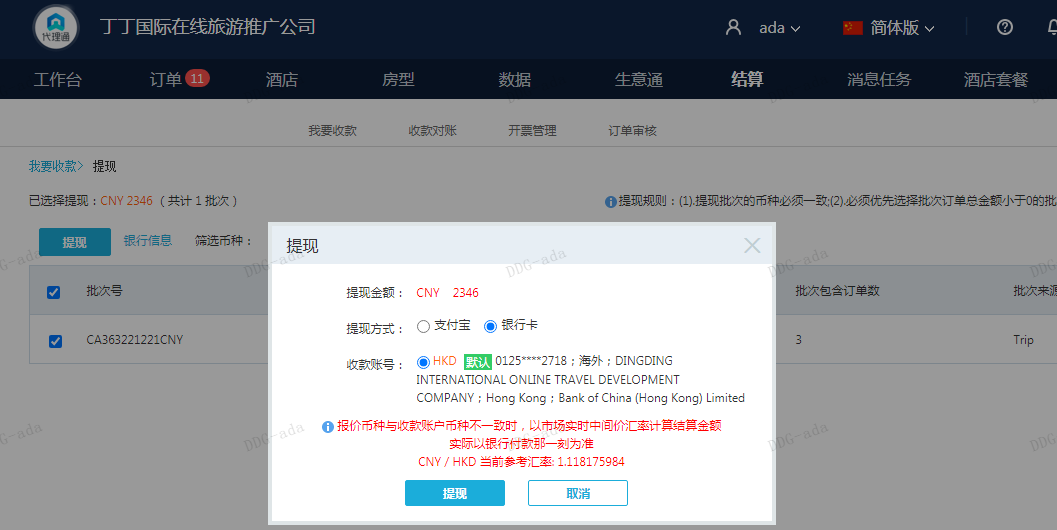 代理通
丁丁国际在线旅游推广公司
ada
简体版
工作台
订单 11
酒店
房型
数据
生意通
结算
消息任务
酒店套餐
我要收款
收款对账
开票管理
订单审核
我要收款> 提现
已选择提现：CNY 2346 （ 共计 1 批次 ）
提现规则：(1).提现批次的币种必须一致;(2).必须优先选择批次订单总金额小于0的批
提现
银行信息
筛选币种：
批次号
批次包含订单数
批次来源
CA363221221CNY
3
Trip
提现
提现金额： CNY 2346
提现方式： 支付宝 银行卡
收款账号： HKD 默认 0125****2718；海外；DINGDING
INTERNATIONAL ONLINE TRAVEL DEVELOPMENT
COMPANY；Hong Kong；Bank of China (Hong Kong) Limited
报价币种与收款账户币种不一致时，以市场实时中间价汇率计算结算金额
实际以银行付款那一刻为准
CNY / HKD 当前参考汇率: 1.118175984
提现
取消
DDG-ada
DDG-ada
DDG-ada
DDG-ada
DDG-ada
DDG-ada